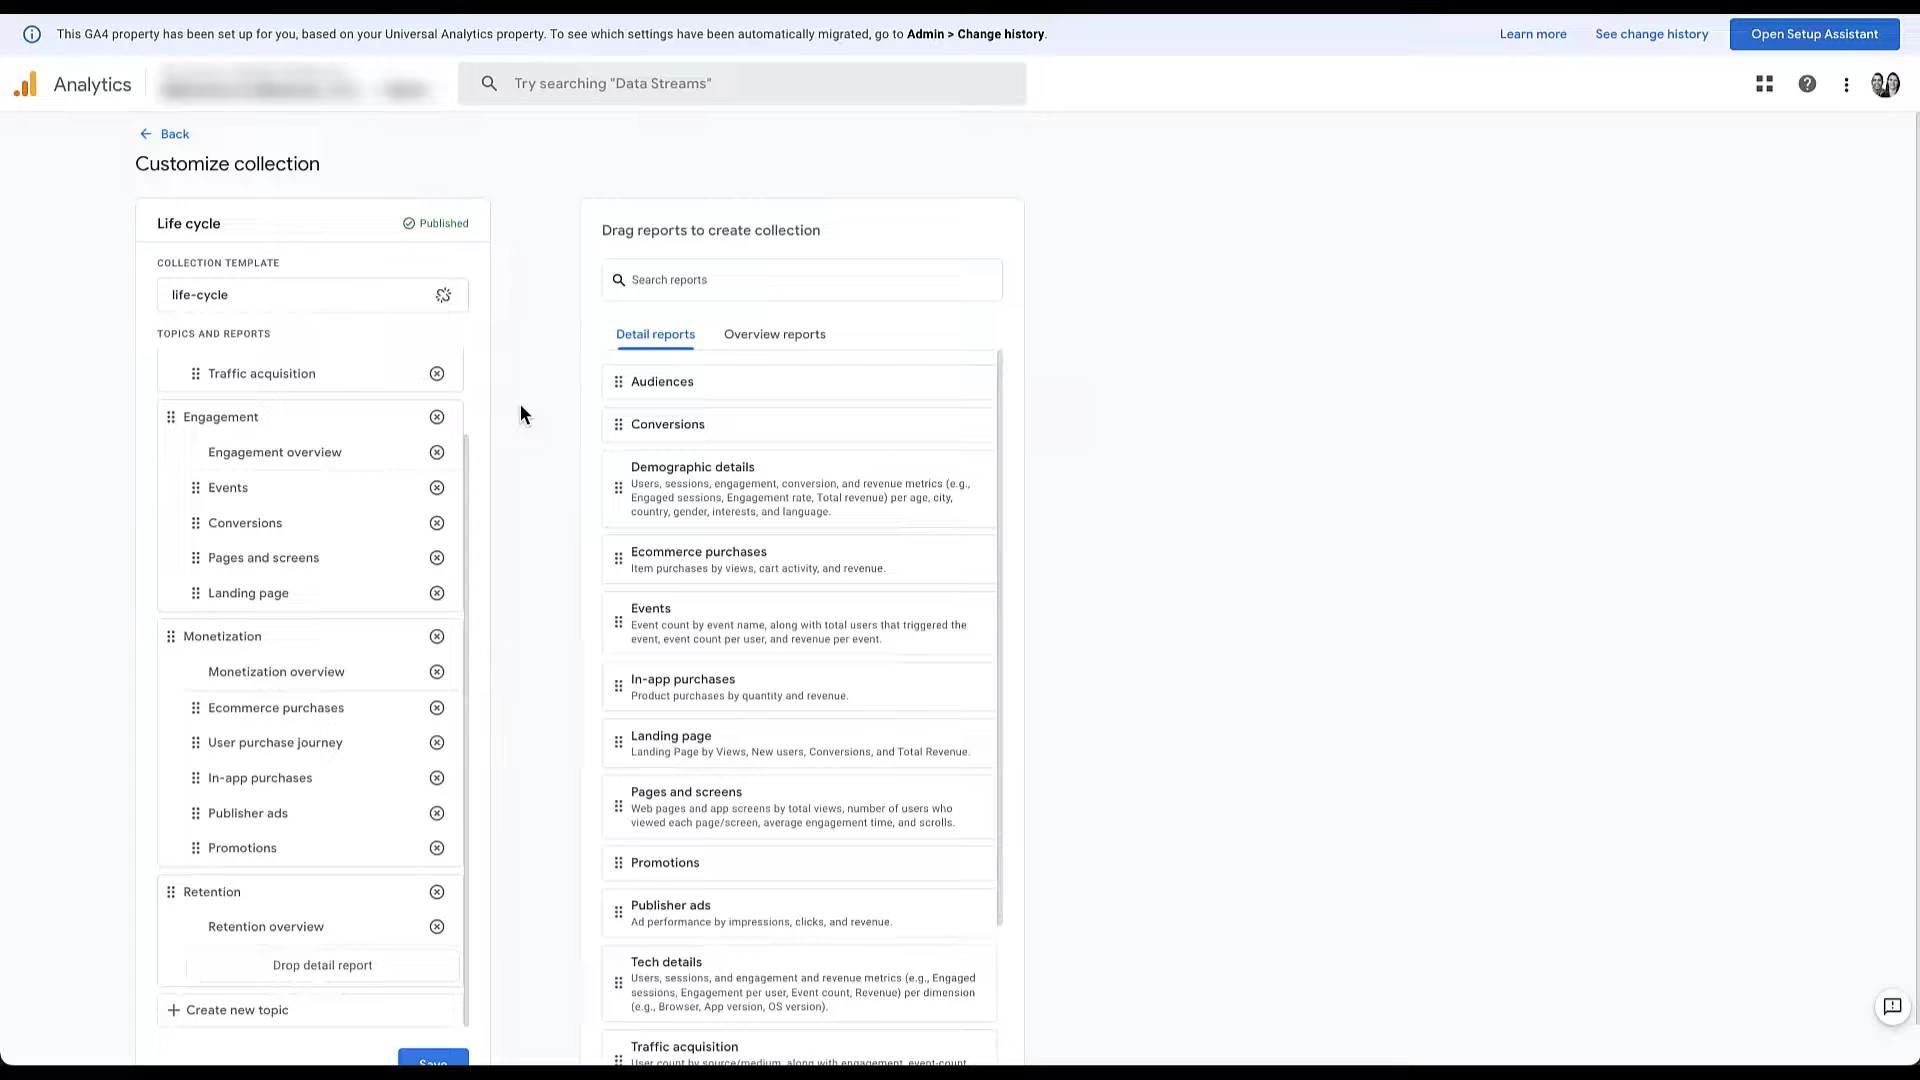 This GA4 property has been set up for you, based on your Universal Analytics property. To see which settings have been automatically migrated, go to Admin > Change history.
Learn more
See change history
Open Setup Assistant
Analytics
Try searching "Data Streams"
Back
Customize collection
Life cycle
Published
COLLECTION TEMPLATE
life-cycle
TOPICS AND REPORTS
Traffic acquisition
Engagement
Engagement overview
Events
Conversions
Pages and screens
Landing page
Monetization
Monetization overview
Ecommerce purchases
User purchase journey
In-app purchases
Publisher ads
Promotions
Retention
Retention overview
Drop detail report
Create new topic
Save
Drag reports to create collection
Search reports
Detail reports
Overview reports
Audiences
Conversions
Demographic details
Users, sessions, engagement, conversion, and revenue metrics (e.g.,
Engaged sessions, Engagement rate, Total revenue) per age, city,
country, gender, interests, and language.
Ecommerce purchases
Item purchases by views, cart activity, and revenue.
Events
Event count by event name, along with total users that triggered the
event, event count per user, and revenue per event.
In-app purchases
Product purchases by quantity and revenue.
Landing page
Landing Page by Views, New users, Conversions, and Total Revenue.
Pages and screens
Web pages and app screens by total views, number of users who
viewed each page/screen, average engagement time, and scrolls.
Promotions
Publisher ads
Ad performance by impressions, clicks, and revenue.
Tech details
Users, sessions, and engagement and revenue metrics (e.g., Engaged
sessions, Engagement per user, Event count, Revenue) per dimension
(e.g., Browser, App version, OS version).
Traffic acquisition
User count by source/medium, along with engagement, event-count